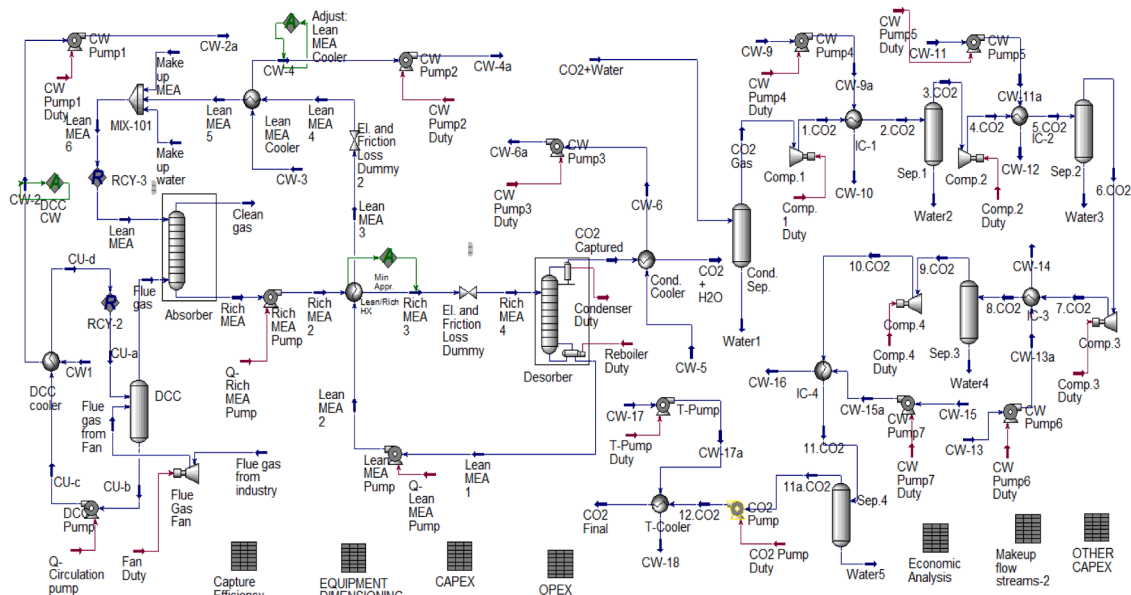 CW
Pump1
CW-2a
CW
Pump1
Duty
Make
up
MEA
MIX-101
Make
up
water
Lean
MEA
6
RCY-3
CW-2
DCC
CW
Adjust:
Lean
MEA
Cooler
CW-4
CW
Pump2
CW-4a
CW
Pump2
Duty
Lean
MEA
5
Lean
MEA
Cooler
Lean
MEA
4
El. and
Friction
Loss
Dummy
2
CW-3
Lean
MEA
3
Lean
MEA
Clean
gas
Absorber
Flue
gas
CU-d
RCY-2
CU-a
CW1
DCC
cooler
DCC
Flue
gas
from
Fan
CU-c
CU-b
DCC
Pump
Q-
Circulation
pump
Flue
Gas
Fan
Fan
Duty
Flue gas
from
industry
Rich
MEA
Rich MEA
Pump
Q-
Rich MEA
Pump
Rich
MEA
2
Min
Appr.
Lean/Rich
HX
Rich
MEA
3
El. and
Friction
Loss
Dummy
Rich
MEA
4
Lean
MEA
2
Lean MEA
Pump
Q-
Lean MEA
Pump
Lean
MEA
1
CW-6a
CW
Pump3
CW
Pump3
Duty
CW-6
CO2
Captured
Cond.
Cooler
CO2
+
H2O
CW-5
Condenser
Duty
Reboiler
Duty
Desorber
CO2+Water
CO2
Gas
Cond.
Sep.
Water1
CW-9
CW
Pump4
CW
Pump4
Duty
CW-9a
1.CO2
IC-1
2.CO2
CW-10
Comp.1
Comp.
1
Duty
CW
Pump5
Duty
CW-11
CW
Pump5
CW-11a
3.CO2
Sep.1
Water2
4.CO2
Comp.2
Comp.2
Duty
5.CO2
IC-2
CW-12
Sep.2
Water3
6.CO2
CW-14
10.CO2
9.CO2
Comp.4
Comp.4
Duty
8.CO2
IC-3
7.CO2
Comp.3
Comp.3
Duty
Sep.3
Water4
CW-13a
CW-16
IC-4
CW-15a
CW-15
CW
Pump7
CW
Pump7
Duty
CW-13
CW
Pump6
CW
Pump6
Duty
11.CO2
CW-17
T-Pump
T-Pump
Duty
CW-17a
CO2
Final
T-Cooler
CW-18
12.CO2
CO2
Pump
CO2 Pump
Duty
11a.CO2
Sep.4
Water5
Capture
Efficiency
EQUIPMENT
DIMENSIONING
CAPEX
OPEX
Economic
Analysis
Makeup
flow
streams-2
OTHER
CAPEX